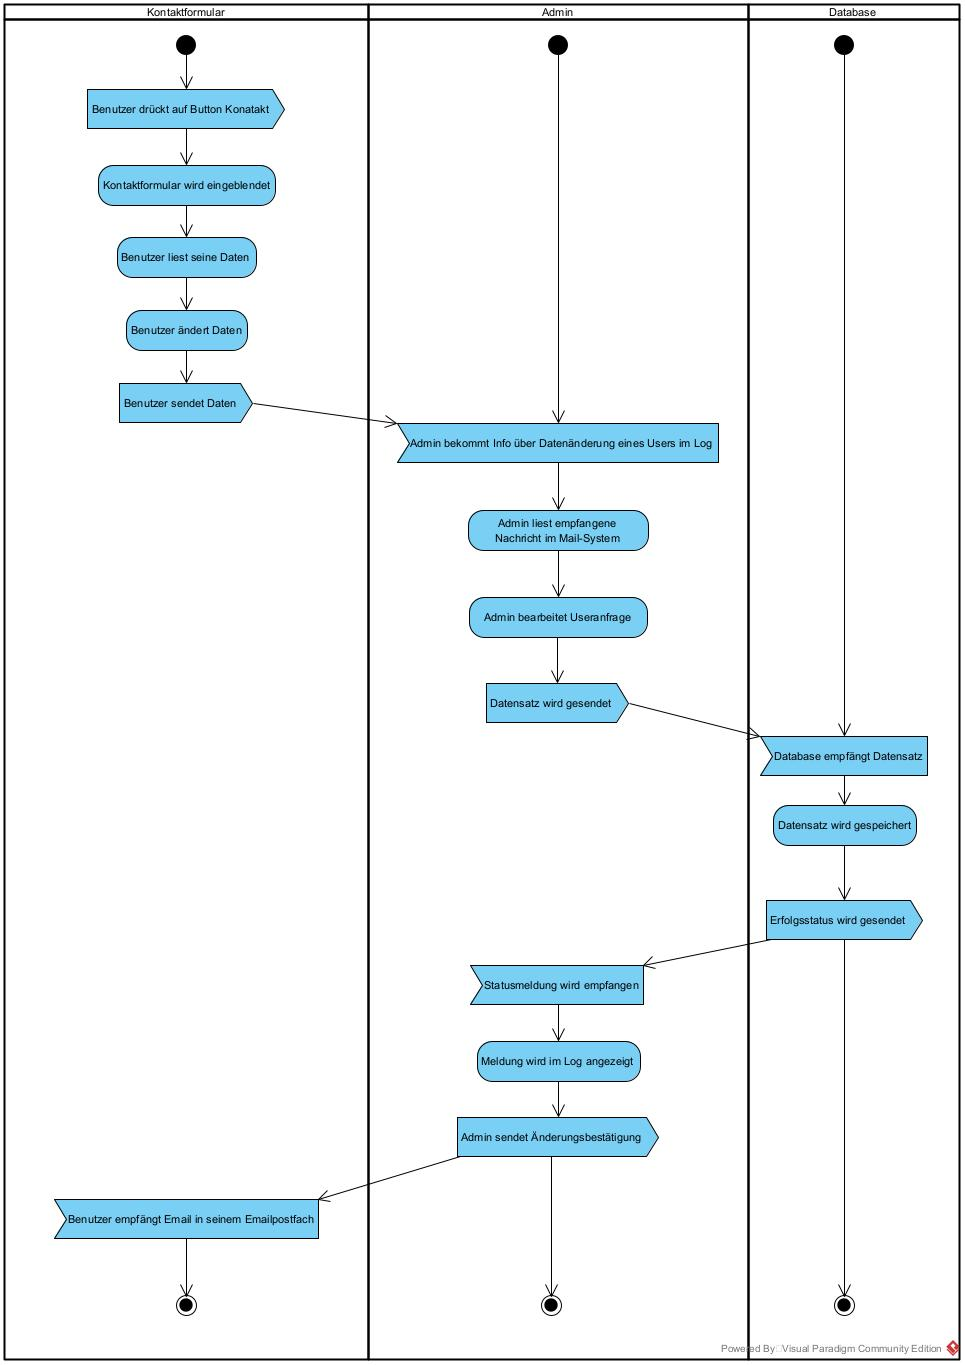 Kontaktformular
Admin
Database
Benutzer drückt auf Button Konatakt
Kontaktformular wird eingeblendet
Benutzer liest seine Daten
Benutzer ändert Daten
Benutzer sendet Daten
Admin bekommt Info über Datenänderung eines Users im Log
Admin liest empfangene
Nachricht im Mail-System
Admin bearbeitet Useranfrage
Datensatz wird gesendet
Database empfängt Datensatz
Datensatz wird gespeichert
Erfolgsstatus wird gesendet
Statusmeldung wird empfangen
Meldung wird im Log angezeigt
Admin sendet Änderungsbestätigung
Benutzer empfängt Email in seinem Emailpostfach
Powered By Visual Paradigm Community Edition